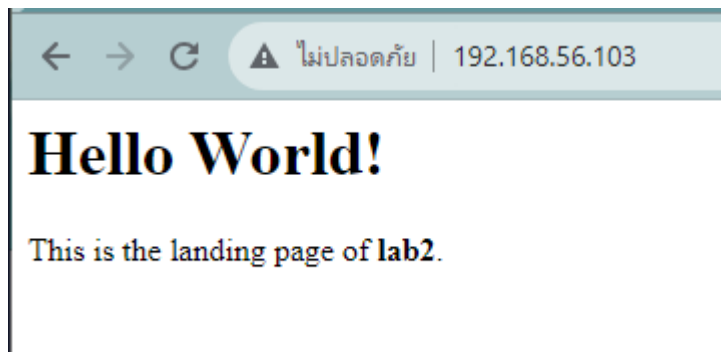 ไม่ปลอดภัย 192.168.56.103
Hello World!
This is the landing page of lab2.